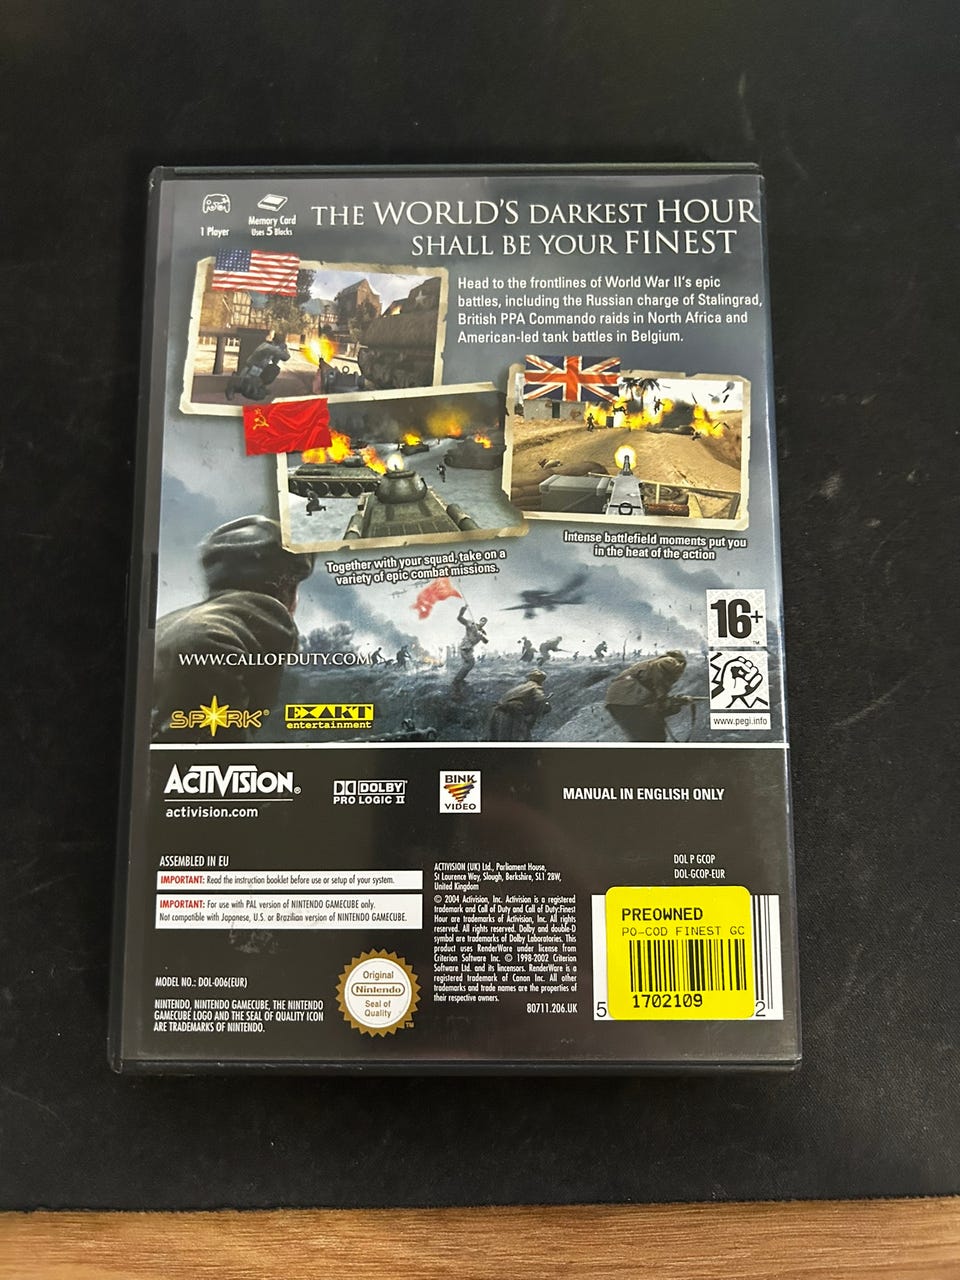 1 Player
Memory Card
Uses 5 Blocks
THE WORLD'S DARKEST HOUR
SHALL BE YOUR FINEST
Head to the frontlines of World War II's epic
battles, including the Russian charge of Stalingrad,
British PPA Commando raids in North Africa and
American-led tank battles in Belgium.
Together with your squad, take on a
variety of epic combat missions.
Intense battlefield moments put you
in the heat of the action
16+
TM
WWW.CALLOFDUTY.COM
SPARK®
EXAKT
entertainment
www.pegi.info
ACTIVISION®
activision.com
DOLBY
PRO LOGIC II
BINK
VIDEO
MANUAL IN ENGLISH ONLY
ASSEMBLED IN EU
IMPORTANT: Read the instruction booklet before use or setup of your system.
IMPORTANT: For use with PAL version of NINTENDO GAMECUBE only.
Not compatible with Japanese, U.S. or Brazilian version of NINTENDO GAMECUBE.
MODEL NO.: DOL-006(EUR)
NINTENDO, NINTENDO GAMECUBE, THE NINTENDO
GAMECUBE LOGO AND THE SEAL OF QUALITY ICON
ARE TRADEMARKS OF NINTENDO.
Original
Nintendo
Seal of
Quality
TM
ACTIVISION (UK) Ltd., Parliament House,
St Laurence Way, Slough, Berkshire, SL1 2BW,
United Kingdom
© 2004 Activision, Inc. Activision is a registered
trademark and Call of Duty and Call of Duty:Finest
Hour are trademarks of Activision, Inc. All rights
reserved. All rights reserved. Dolby and double-D
symbol are trademarks of Dolby Laboratories. This
product uses RenderWare under license from
Criterion Software Inc. © 1998-2002 Criterion
Software Ltd. and its lincensors. RenderWare is a
registered trademark of Canon Inc. All other
trademarks and trade names are the properties of
their respective owners.
80711.206.UK
DOL P GCOP
DOL-GCOP-EUR
PREOWNED
PO-COD FINEST GC
1702109
5
2